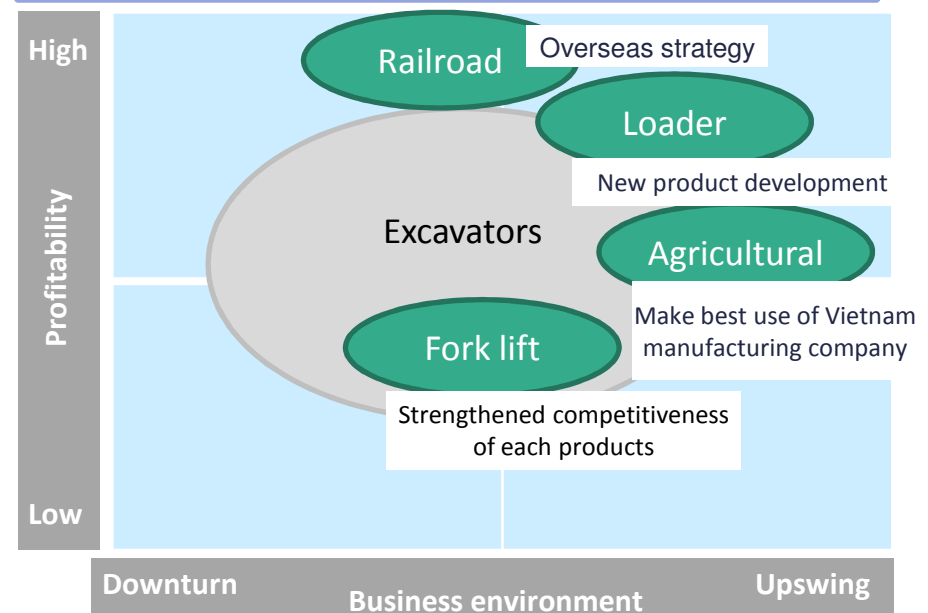 High
Railroad
Overseas strategy
Loader
New product development
Profitability
Excavators
Agricultural
Make best use of Vietnam
manufacturing company
Fork lift
Strengthened competitiveness
of each products
Low
Downturn
Business environment
Upswing